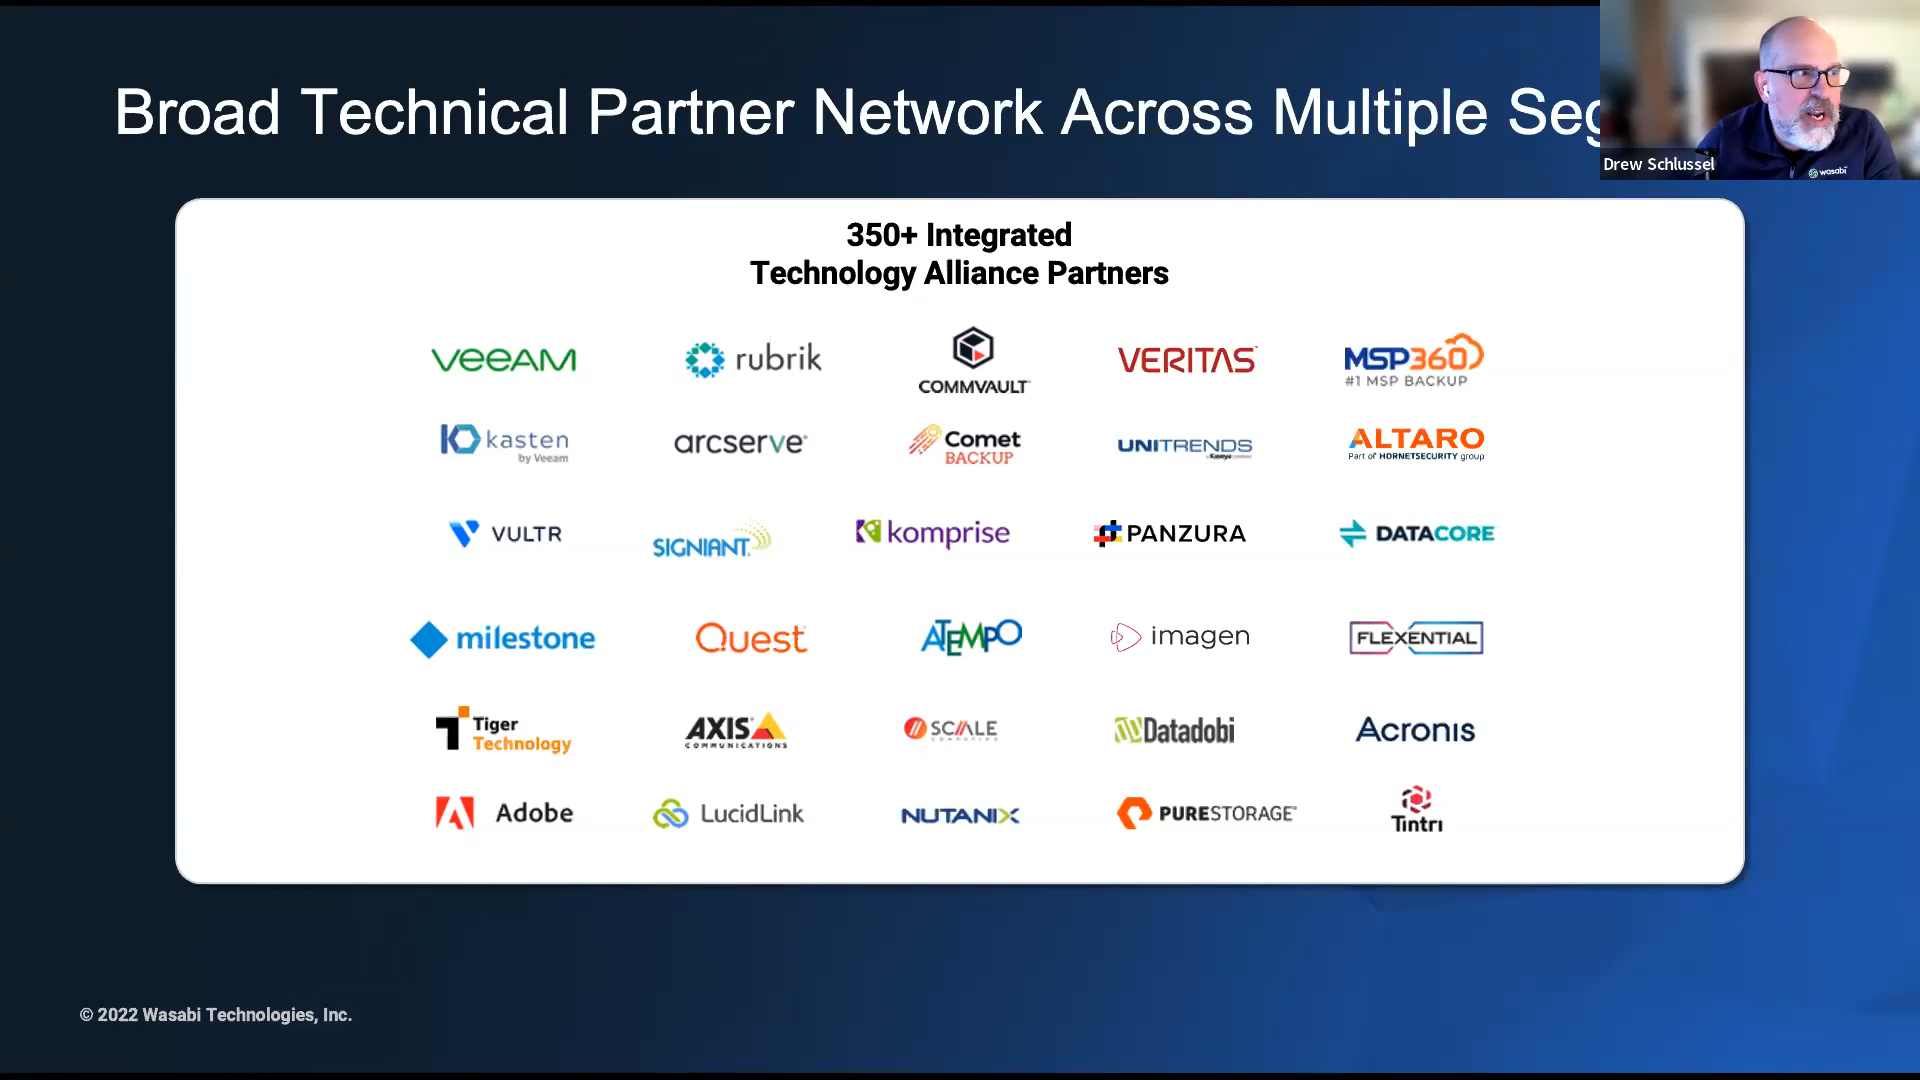 Broad Technical Partner Network Across Multiple Seg
Drew Schlussel
wasabi
350+ Integrated
Technology Alliance Partners
veeAM
rubrik
COMMVAULT
VERITAS
MSP360
#1 MSP BACKUP
kasten
by Veeam
arcserve
Comet
BACKUP
UNITRENDS
ALTARO
Part of HORNETSECURITY group
VULTR
SIGNIANT
komprise
PANZURA
DATACORE
milestone
Quest
ATEMPO
imagen
FLEXENTIAL
Tiger
Technology
AXIS
COMMUNICATIONS
SCALE
COMPUTING
Datadobi
Acronis
Adobe
LucidLink
NUTANIX
PURESTORAGE
Tintri
© 2022 Wasabi Technologies, Inc.